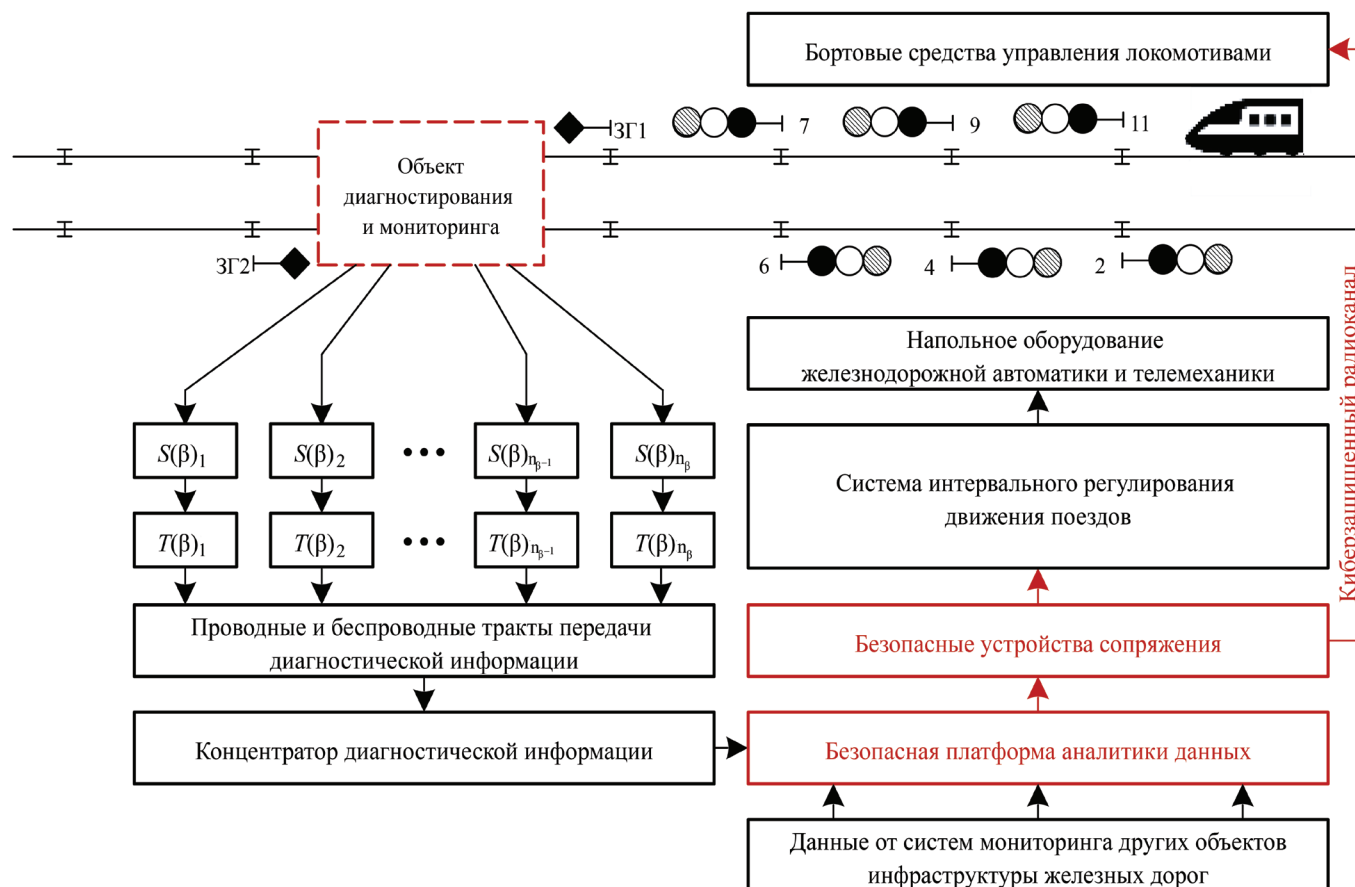 Бортовые средства управления локомотивами
ЗГ1
7
9
11
Объект
диагностирования
и мониторинга
ЗГ2
6
4
2
Киберзащишенный радиоканал
Напольное оборудование
железнодорожной автоматики и телемеханики
S(β)₁
S(β)₂
•••
S(β)nᵦ₋₁
S(β)nᵦ
Система интервального регулирования
движения поездов
T(β)₁
T(β)₂
•••
T(β)nᵦ₋₁
T(β)nᵦ
Проводные и беспроводные тракты передачи
диагностической информации
Безопасные устройства сопряжения
Концентратор диагностической информации
Безопасная платформа аналитики данных
Данные от систем мониторинга других объектов
инфраструктуры железных дорог